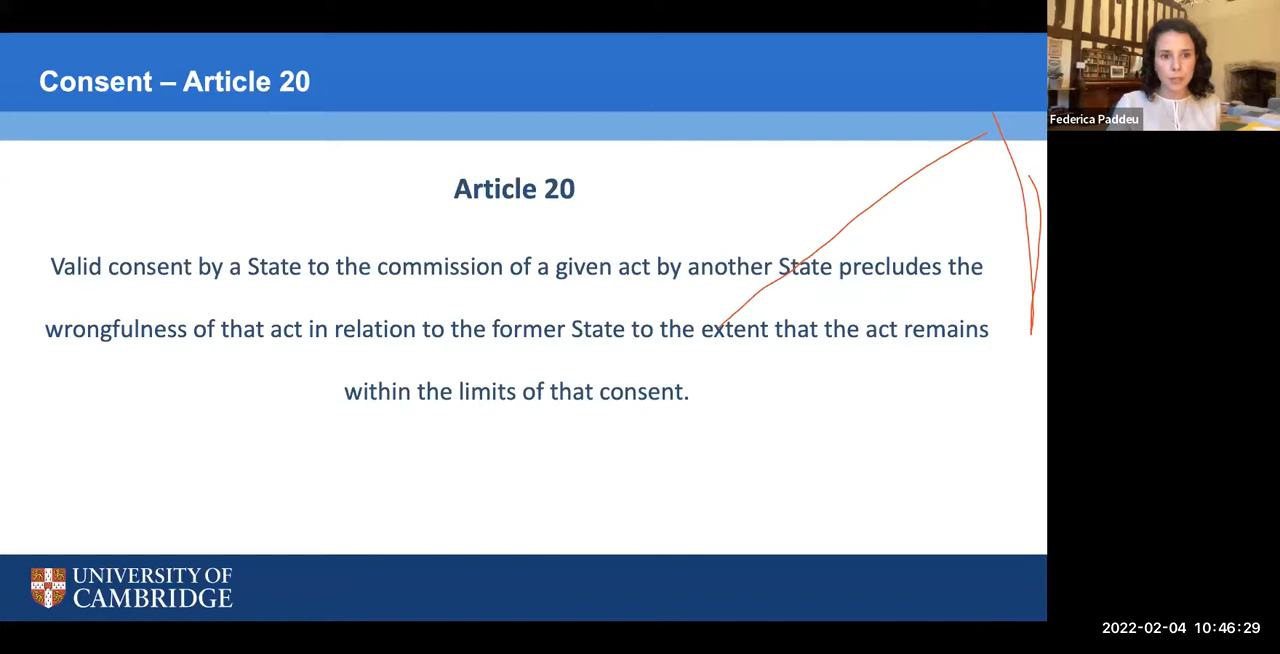 Consent – Article 20
Federica Paddeu
Article 20
Valid consent by a State to the commission of a given act by another State precludes the
wrongfulness of that act in relation to the former State to the extent that the act remains
within the limits of that consent.
UNIVERSITY OF
CAMBRIDGE
2022-02-04 10:46:29